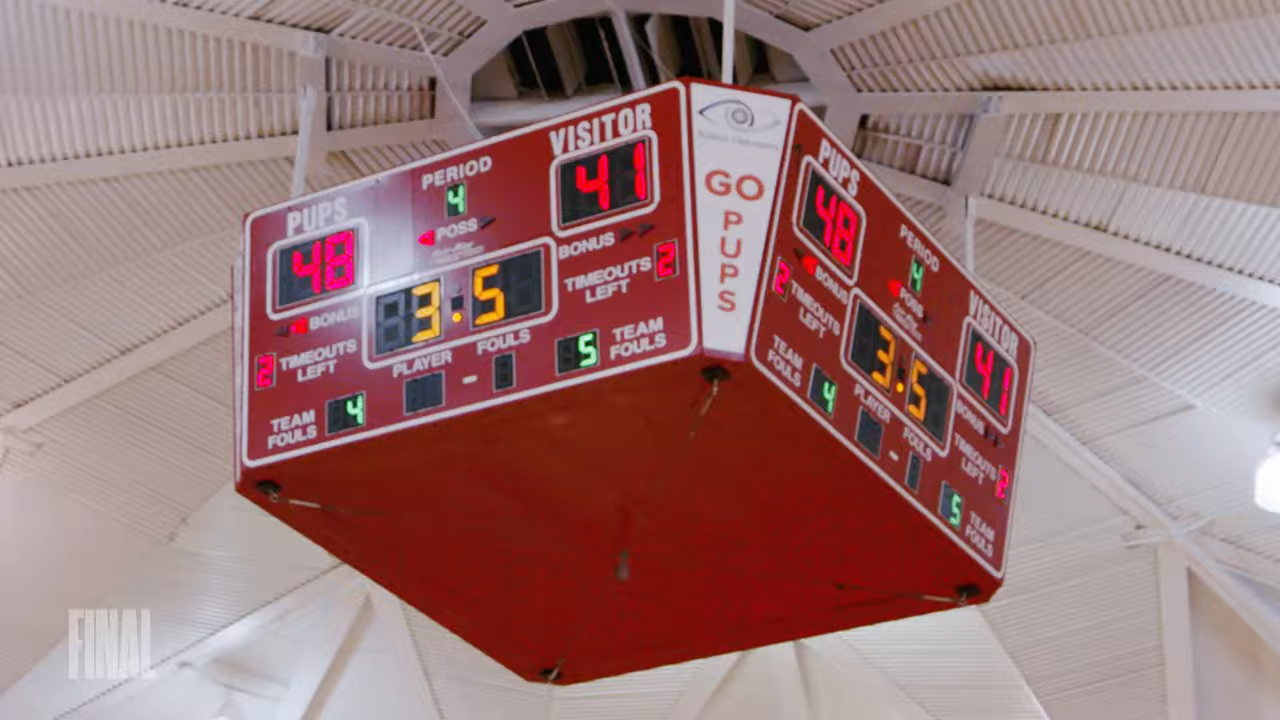 VISITOR
41
PERIOD
4
PUPS
48
POSS
BONUS
TIMEOUTS LEFT
2
3:5
BONUS
TIMEOUTS LEFT
2
PLAYER - FOULS
TEAM FOULS
5
TEAM FOULS
4
GO
PUPS
PUPS
48
PERIOD
4
POSS
VISITOR
41
BONUS
2
TIMEOUTS LEFT
3:5
BONUS
TIMEOUTS LEFT
2
TEAM FOULS
4
PLAYER - FOULS
5
TEAM FOULS
FINAL